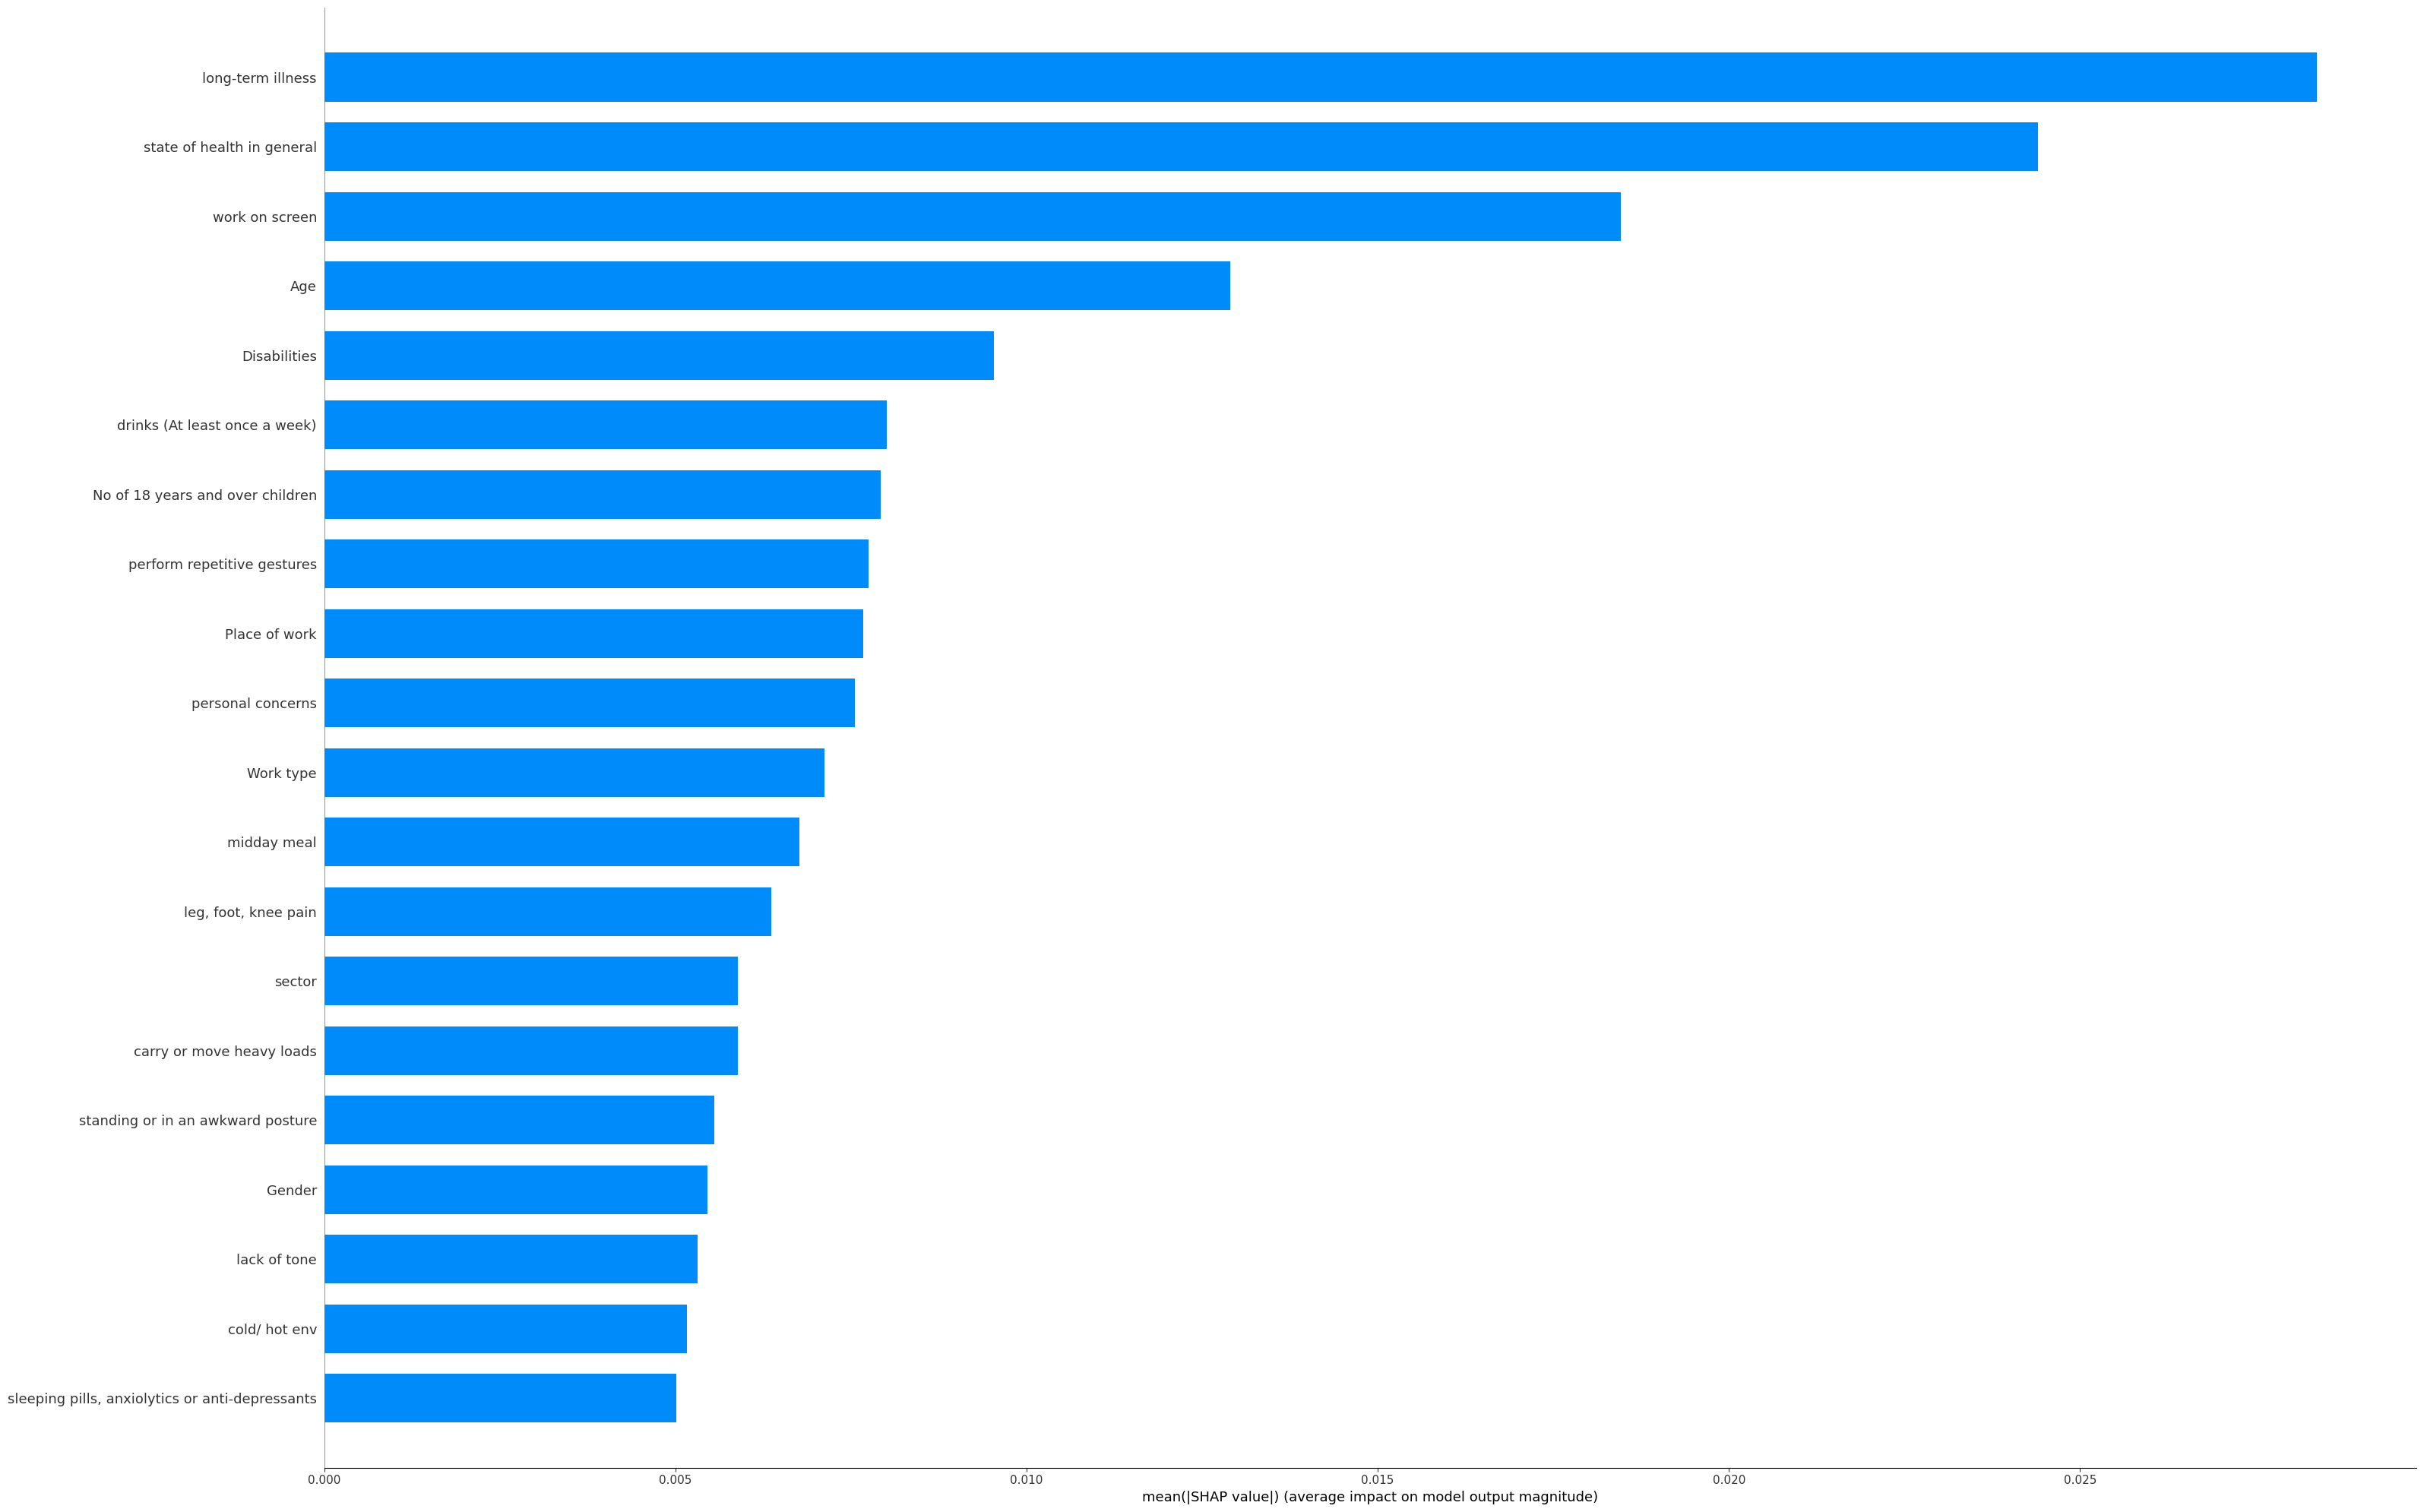 long-term illness
state of health in general
work on screen
Age
Disabilities
drinks (At least once a week)
No of 18 years and over children
perform repetitive gestures
Place of work
personal concerns
Work type
midday meal
leg, foot, knee pain
sector
carry or move heavy loads
standing or in an awkward posture
Gender
lack of tone
cold/ hot env
sleeping pills, anxiolytics or anti-depressants
0.000 0.005 0.010 0.015 0.020 0.025
mean(|SHAP value|) (average impact on model output magnitude)